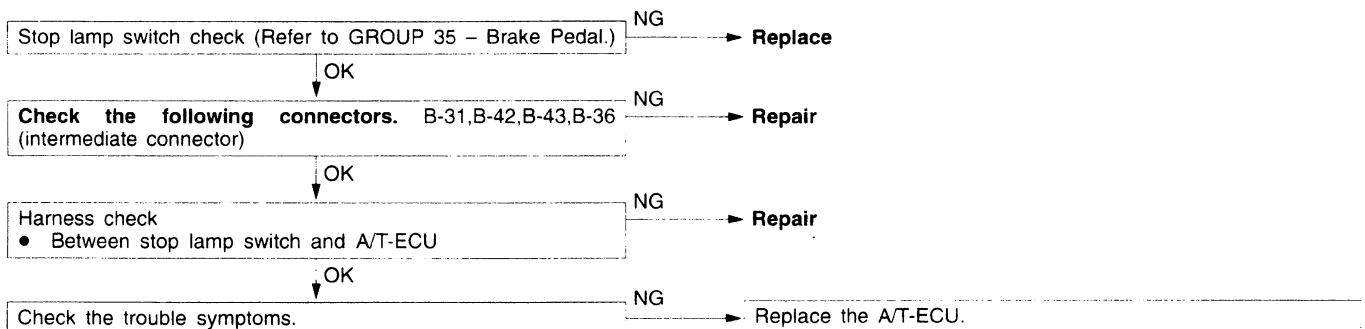 NG
Stop lamp switch check (Refer to GROUP 35 – Brake Pedal.)
Replace
OK
NG
Check the following connectors. B-31,B-42,B-43,B-36
Repair
(intermediate connector)
OK
NG
Harness check
Repair
● Between stop lamp switch and A/T-ECU
OK
NG
Check the trouble symptoms.
Replace the A/T-ECU.